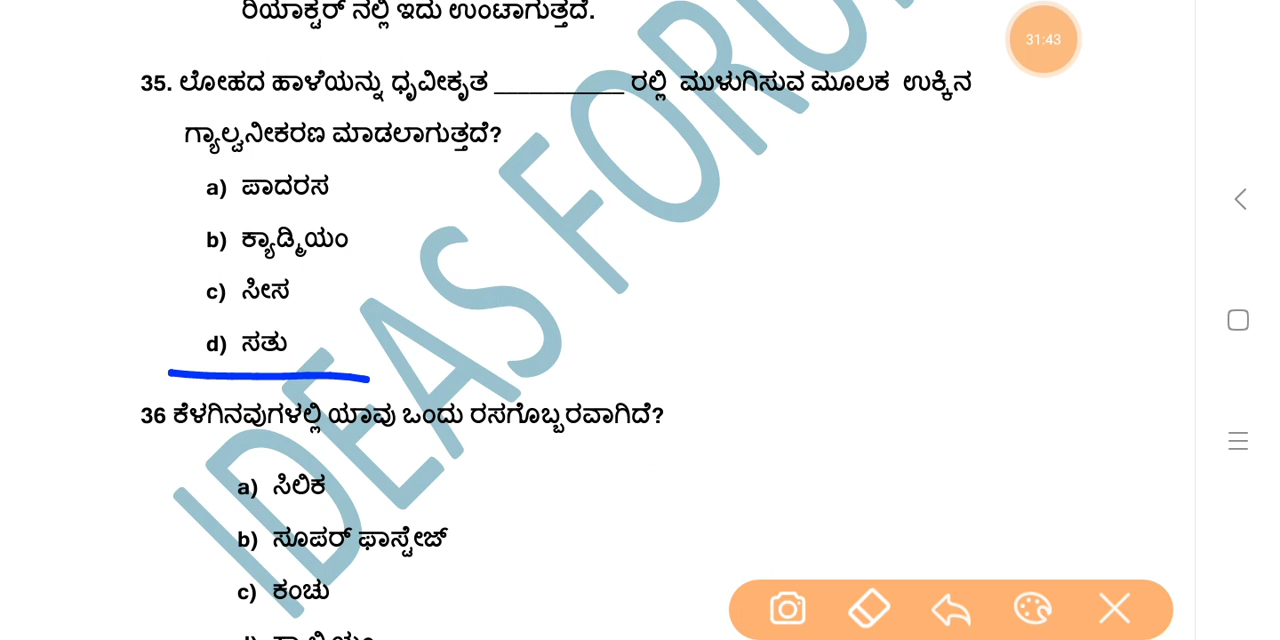 ರಿಯಾಕ್ಟರ್ ನಲ್ಲಿ ಇದು ಉಂಟಾಗುತ್ತದೆ.
31:43
35. ಲೋಹದ ಹಾಳೆಯನ್ನು ಧೃವೀಕೃತ __________ ರಲ್ಲಿ ಮುಳುಗಿಸುವ ಮೂಲಕ ಉಕ್ಕಿನ
ಗ್ಯಾಲ್ವನೀಕರಣ ಮಾಡಲಾಗುತ್ತದೆ?
a) ಪಾದರಸ
b) ಕ್ಯಾಡ್ಮಿಯಂ
c) ಸೀಸ
d) ಸತು
36 ಕೆಳಗಿನವುಗಳಲ್ಲಿ ಯಾವು ಒಂದು ರಸಗೊಬ್ಬರವಾಗಿದೆ?
a) ಸಿಲಿಕ
b) ಸೂಪರ್ ಫಾಸ್ಟೇಜ್
c) ಕಂಚು
IDEAS FORU